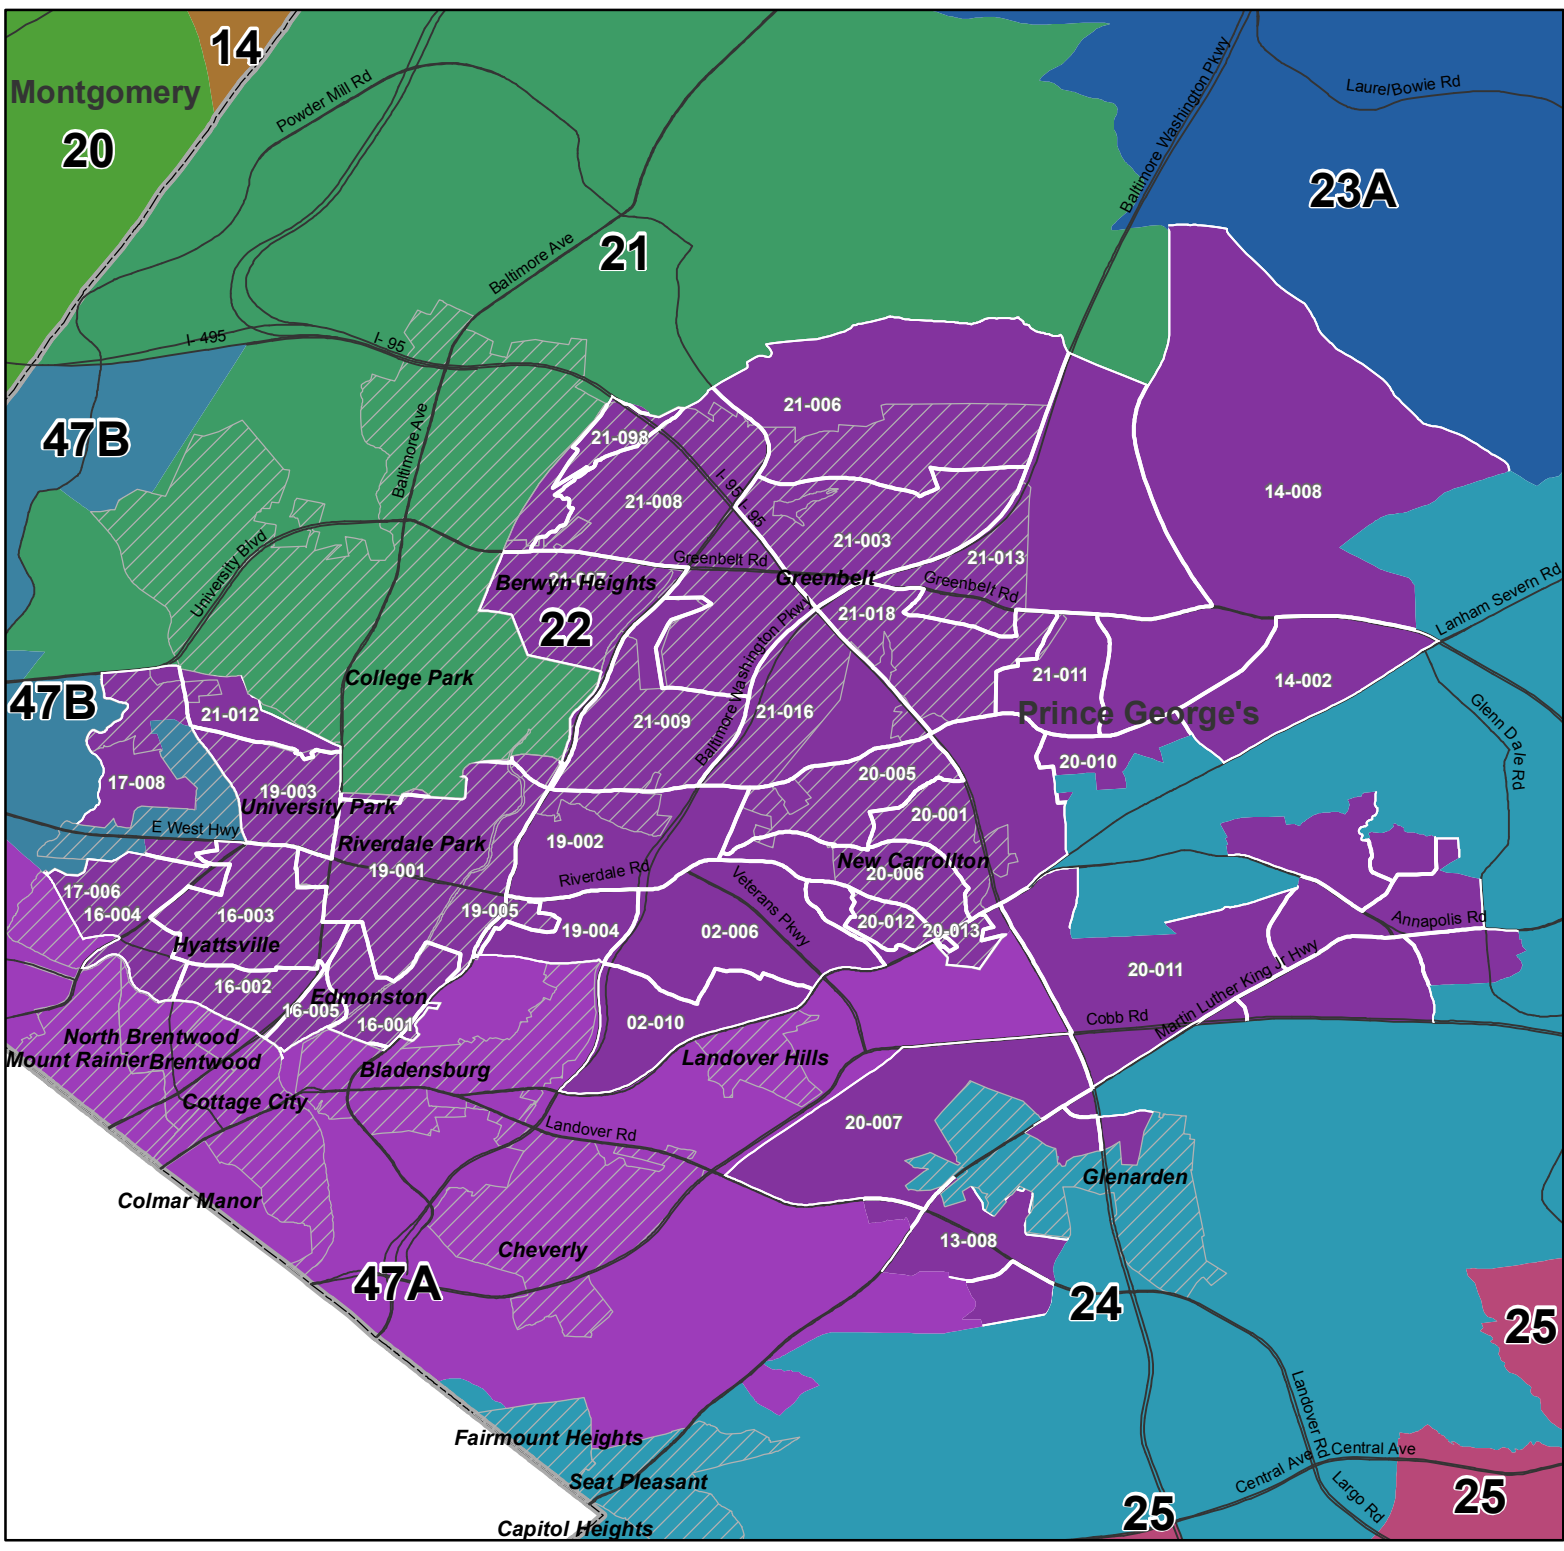 14
Montgomery
20
Powder Mill Rd
Baltimore Washington Pkwy
Laurel/Bowie Rd
23A
21
Baltimore Ave
I- 495
I- 95
47B
Baltimore Ave
21-006
21-098
21-008
I- 95
I- 95
14-008
21-003
21-013
University Blvd
Greenbelt Rd
Greenbelt
Greenbelt Rd
Berwyn Heights
22
21-018
Lanham Severn Rd
College Park
21-011
14-002
47B
21-012
21-009
Baltimore Washington Pkwy
21-016
Prince George's
Glenn Dale Rd
17-008
19-003
20-005
20-010
University Park
20-001
E West Hwy
Riverdale Park
19-002
New Carrollton
19-001
Riverdale Rd
20-006
17-006
16-004
16-003
19-005
19-004
02-006
Veterans Pkwy
20-012
20-013
Annapolis Rd
Hyattsville
20-011
16-002
Edmonston
16-005
16-001
02-010
Martin Luther King Jr Hwy
Cobb Rd
North Brentwood
Mount Rainier
Brentwood
Bladensburg
Landover Hills
Cottage City
Landover Rd
20-007
Glenarden
Colmar Manor
Cheverly
13-008
47A
24
25
Fairmount Heights
Landover Rd
Seat Pleasant
Central Ave
Central Ave
Largo Rd
25
25
Capitol Heights